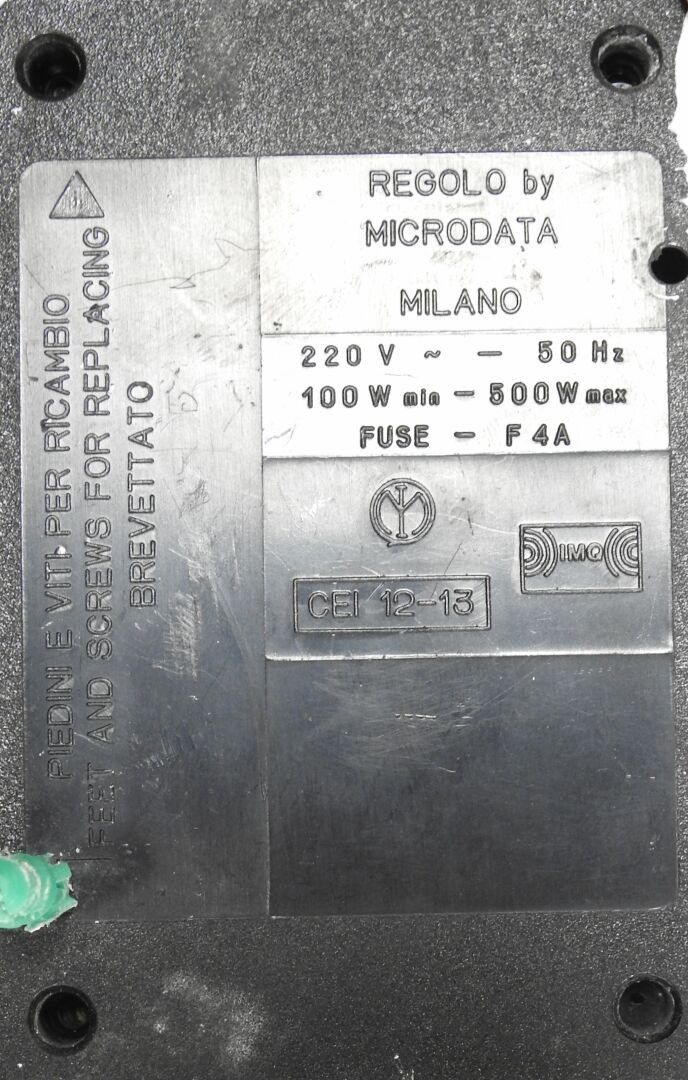 REGOLO by
MICRODATA
MILANO
220 V ~ — 50 Hz
100 W min — 500 W max
FUSE — F 4A
IMQ
CEI 12-13
PIEDINI E VITI PER RICAMBIO
FEET AND SCREWS FOR REPLACING
BREVETTATO